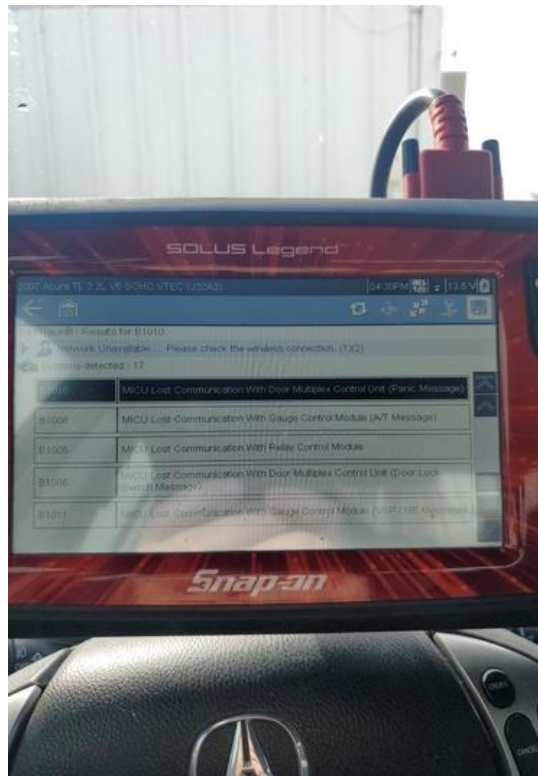 SOLUS Legend
2007 Acura TL 3.2L V6 SOHC VTEC (J32A3) 04:30PM 13.5 V
Results for B1010
Network Unavailable ... Please check the wireless connection. (1)(2)
detected : 17
B1010 MICU Lost Communication With Door Multiplex Control Unit (Panic Message)
B1008 MICU Lost Communication With Gauge Control Module (A/T Message)
B1005 MICU Lost Communication With Relay Control Module
B1006 MICU Lost Communication With Door Multiplex Control Unit (Door Lock
Switch Message)
B1011 MICU Lost Communication With Gauge Control Module
Snap-on
CANCEL